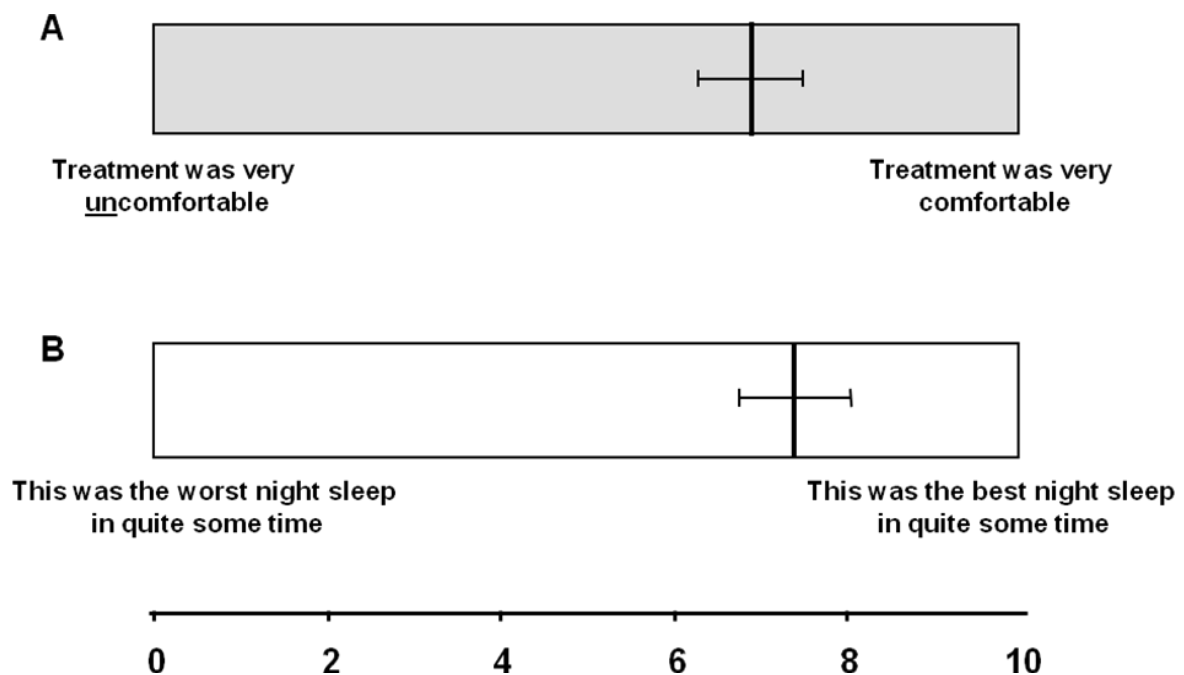 A
Treatment was very
uncomfortable
Treatment was very
comfortable
B
This was the worst night sleep
in quite some time
This was the best night sleep
in quite some time
0 2 4 6 8 10